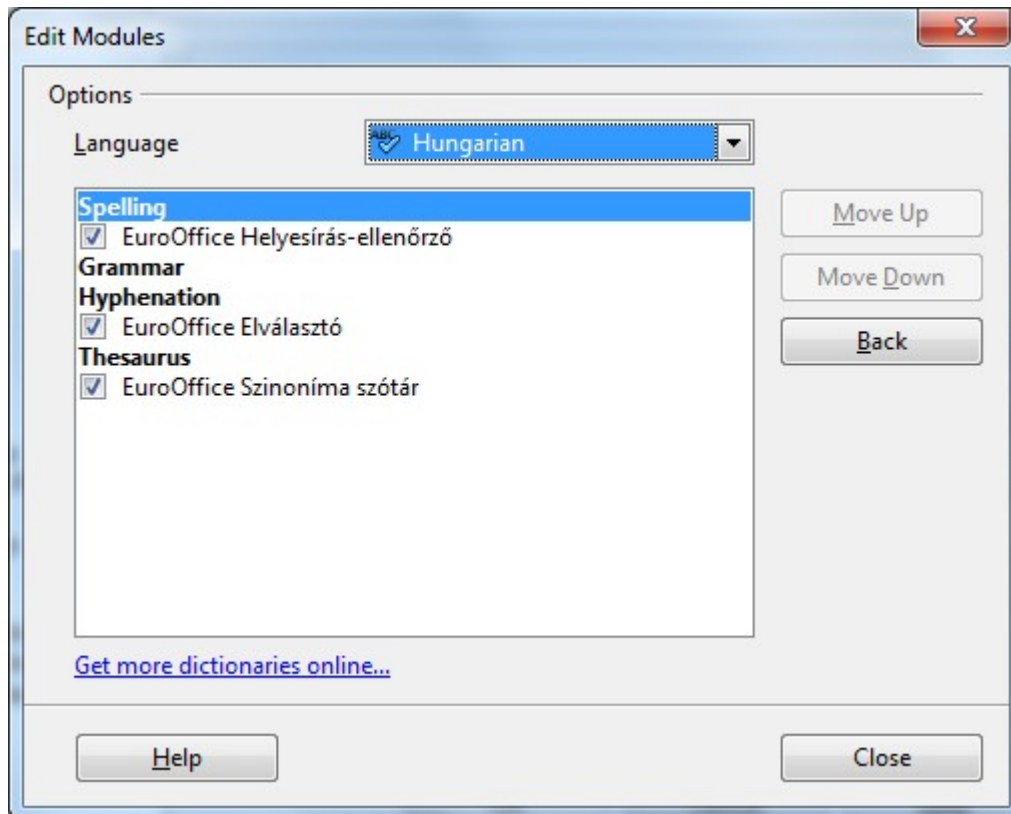 Edit Modules
Options
Language
ABC Hungarian
Spelling
EuroOffice Helyesírás-ellenőrző
Grammar
Hyphenation
EuroOffice Elválasztó
Thesaurus
EuroOffice Szinoníma szótár
Move Up
Move Down
Back
Get more dictionaries online...
Help
Close